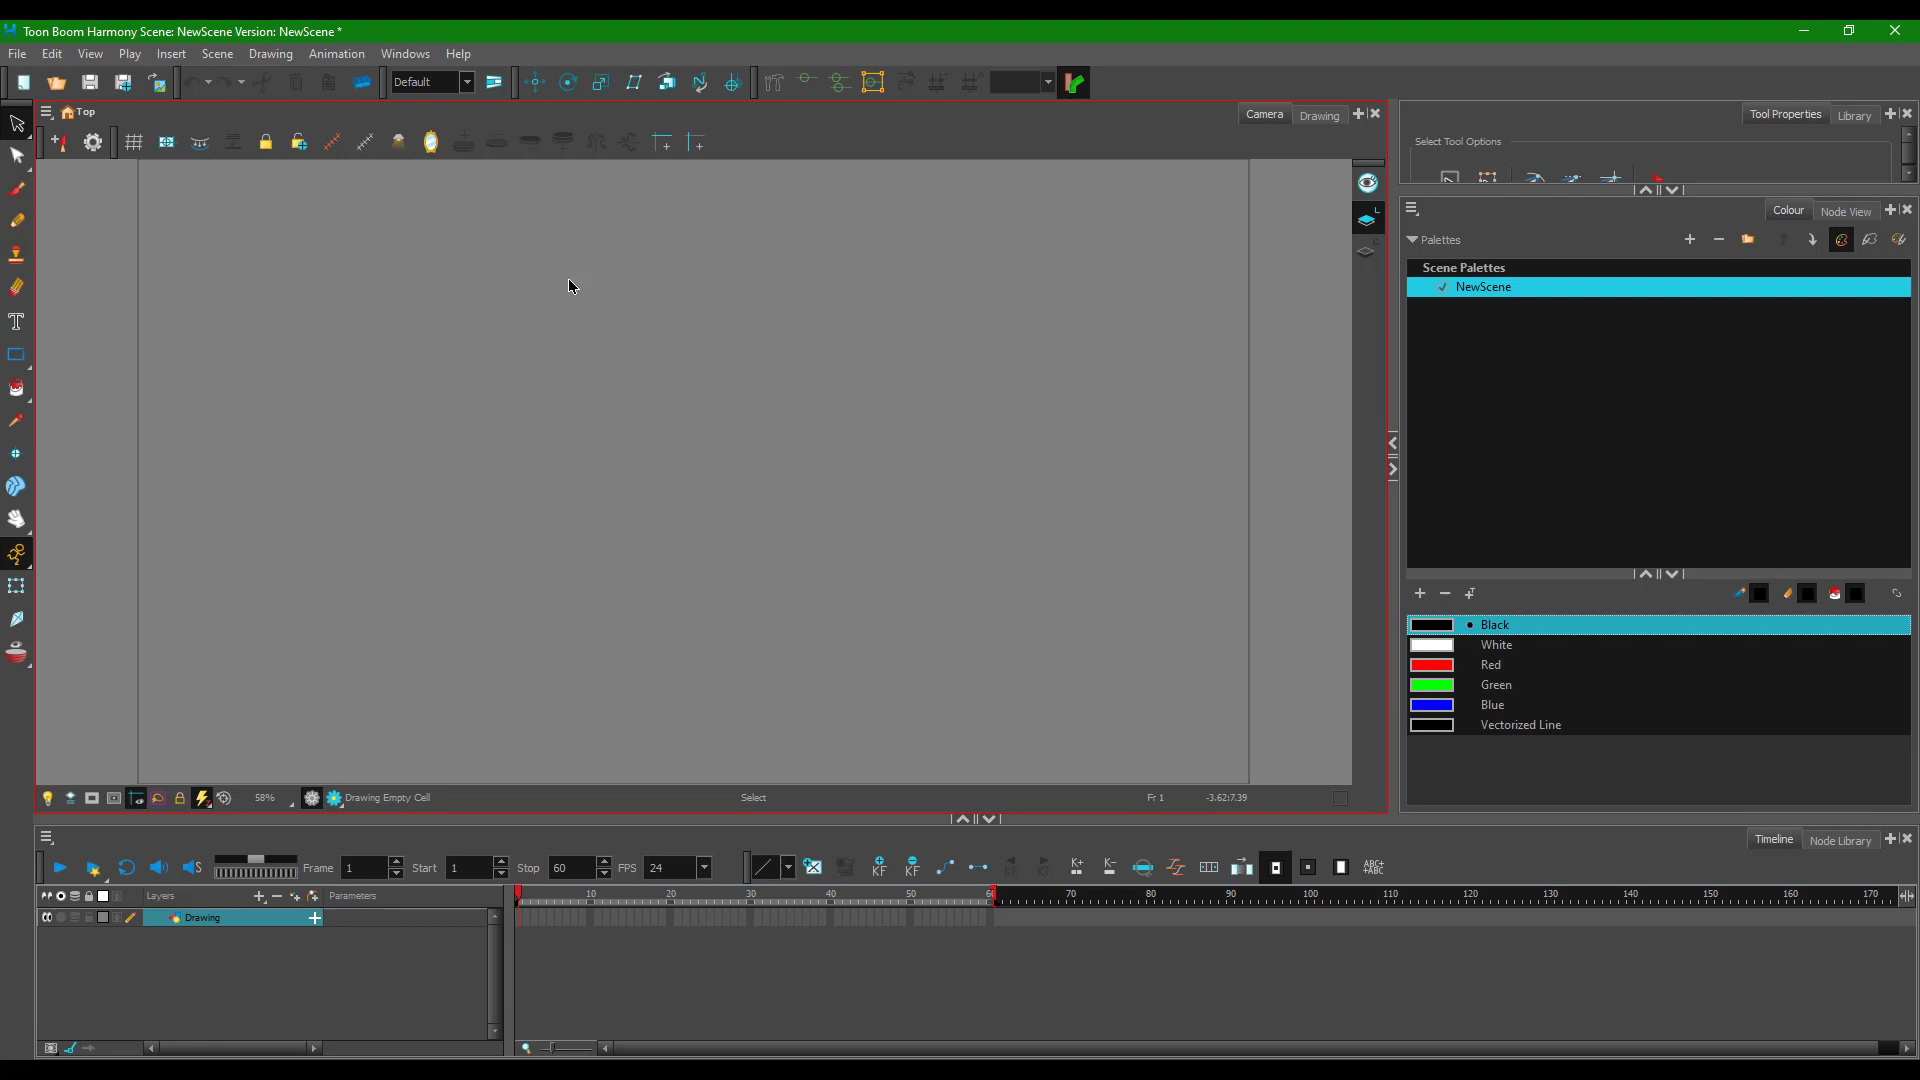 Toon Boom Harmony Scene: NewScene Version: NewScene *
File Edit View Play Insert Scene Drawing Animation Windows Help
Default
Top
Camera Drawing
Tool Properties Library
Select Tool Options
Colour Node View
Palettes
Scene Palettes
NewScene
Black
White
Red
Green
Blue
Vectorized Line
58% Drawing Empty Cell Select Fr 1 -3.62:7.39
Timeline Node Library
Frame 1 Start 1 Stop 60 FPS 24
KF KF K+ K- ABC+ ABC
Layers Parameters
10 20 30 40 50 60 70 80 90 100 110 120 130 140 150 160 170
Drawing